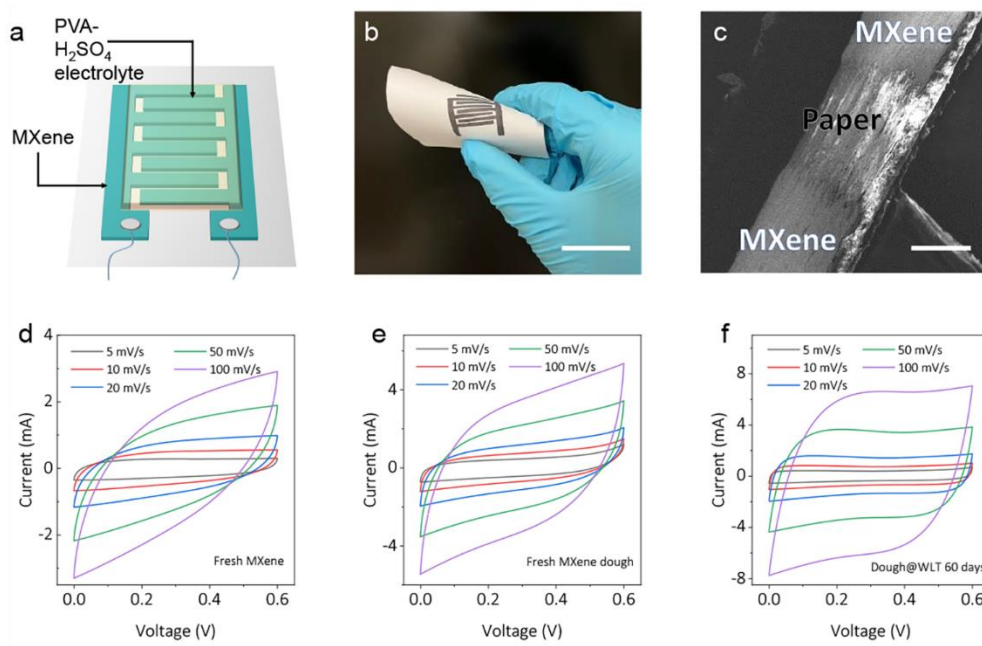 a
PVA-
H₂SO₄
electrolyte
MXene
b
c
MXene
Paper
MXene
d
5 mV/s
50 mV/s
10 mV/s
100 mV/s
20 mV/s
4
2
0
-2
Current (mA)
Fresh MXene
0.0
0.2
0.4
0.6
Voltage (V)
e
5 mV/s
50 mV/s
10 mV/s
100 mV/s
20 mV/s
4
0
-4
Current (mA)
Fresh MXene dough
0.0
0.2
0.4
0.6
Voltage (V)
f
5 mV/s
50 mV/s
10 mV/s
100 mV/s
20 mV/s
8
4
0
-4
-8
Current (mA)
Dough@WLT 60 days
0.0
0.2
0.4
0.6
Voltage (V)